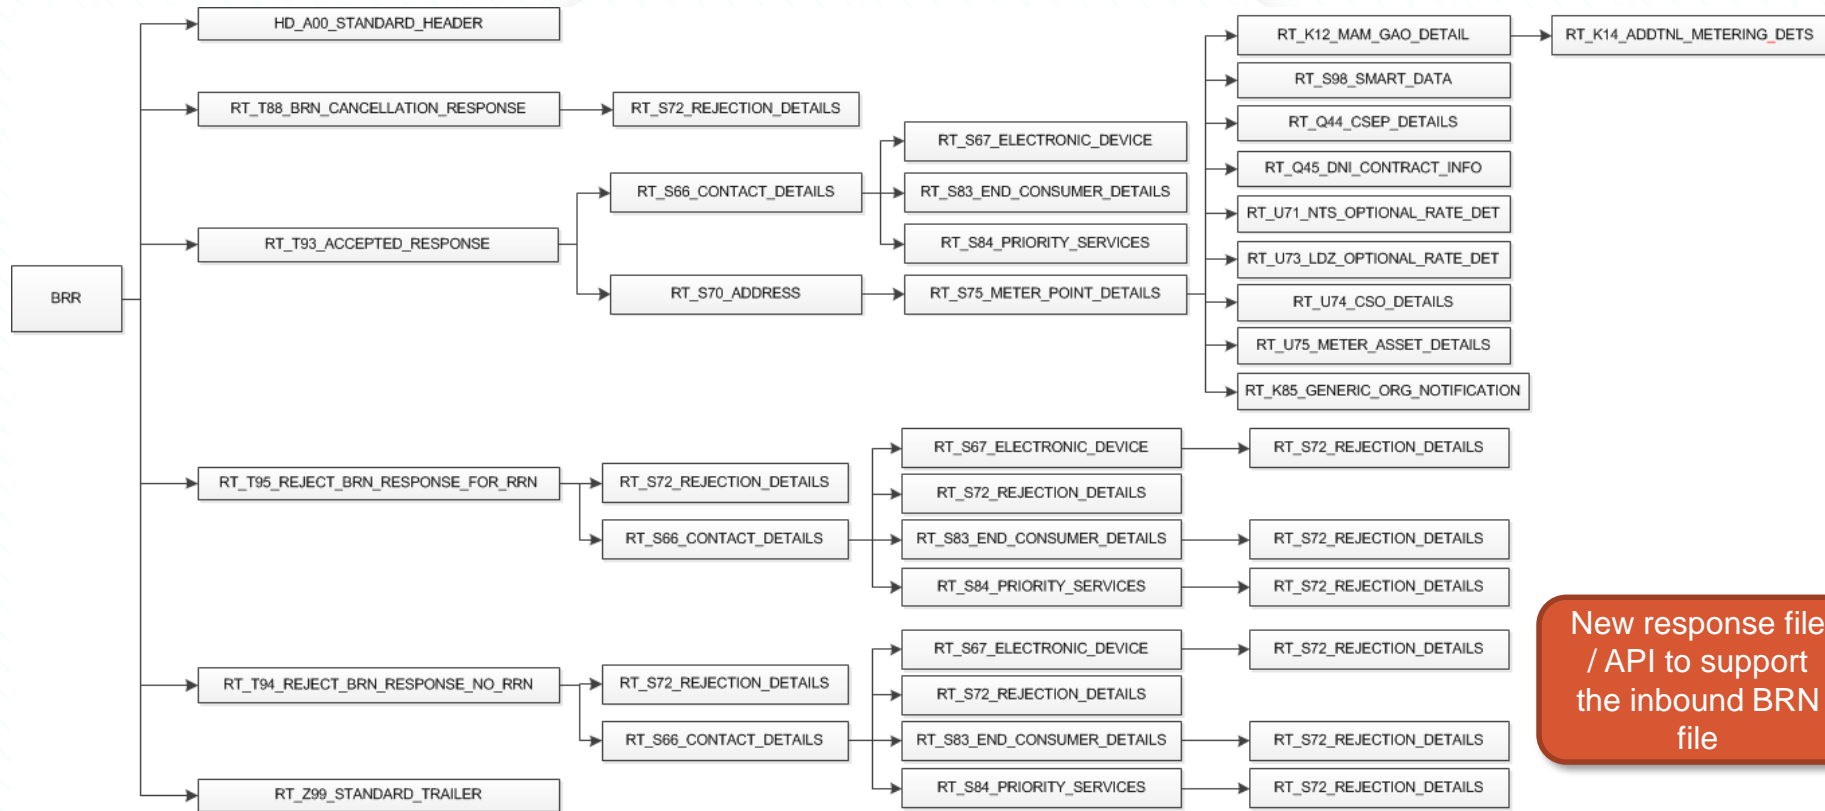 HD_A00_STANDARD_HEADER
RT_K12_MAM_GAO_DETAIL
RT_K14_ADDTNL_METERING_DETS
RT_S98_SMART_DATA
RT_T88_BRN_CANCELLATION_RESPONSE
RT_S72_REJECTION_DETAILS
RT_Q44_CSEP_DETAILS
RT_S67_ELECTRONIC_DEVICE
RT_Q45_DNI_CONTRACT_INFO
RT_S66_CONTACT_DETAILS
RT_S83_END_CONSUMER_DETAILS
RT_U71_NTS_OPTIONAL_RATE_DET
RT_T93_ACCEPTED_RESPONSE
RT_S84_PRIORITY_SERVICES
RT_U73_LDZ_OPTIONAL_RATE_DET
BRR
RT_S70_ADDRESS
RT_S75_METER_POINT_DETAILS
RT_U74_CSO_DETAILS
RT_U75_METER_ASSET_DETAILS
RT_K85_GENERIC_ORG_NOTIFICATION
RT_S67_ELECTRONIC_DEVICE
RT_S72_REJECTION_DETAILS
RT_T95_REJECT_BRN_RESPONSE_FOR_RRN
RT_S72_REJECTION_DETAILS
RT_S72_REJECTION_DETAILS
RT_S66_CONTACT_DETAILS
RT_S83_END_CONSUMER_DETAILS
RT_S72_REJECTION_DETAILS
RT_S84_PRIORITY_SERVICES
RT_S72_REJECTION_DETAILS
New response file
/ API to support
the inbound BRN
file
RT_S67_ELECTRONIC_DEVICE
RT_S72_REJECTION_DETAILS
RT_T94_REJECT_BRN_RESPONSE_NO_RRN
RT_S72_REJECTION_DETAILS
RT_S72_REJECTION_DETAILS
RT_S66_CONTACT_DETAILS
RT_S83_END_CONSUMER_DETAILS
RT_S72_REJECTION_DETAILS
RT_Z99_STANDARD_TRAILER
RT_S84_PRIORITY_SERVICES
RT_S72_REJECTION_DETAILS